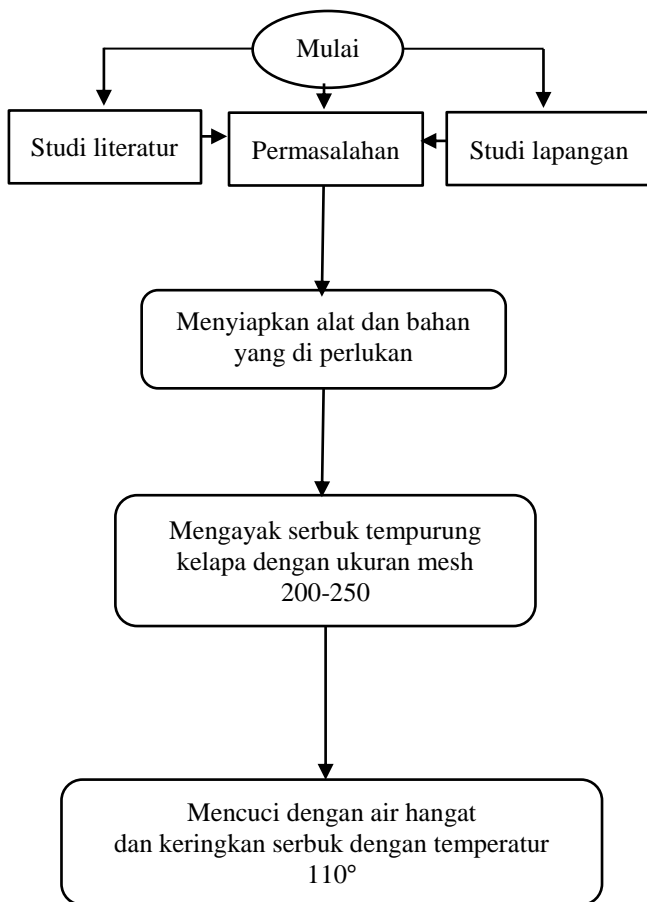 Mulai
Studi literatur
Permasalahan
Studi lapangan
Menyiapkan alat dan bahan
yang di perlukan
Mengayak serbuk tempurung
kelapa dengan ukuran mesh
200-250
Mencuci dengan air hangat
dan keringkan serbuk dengan temperatur
110°